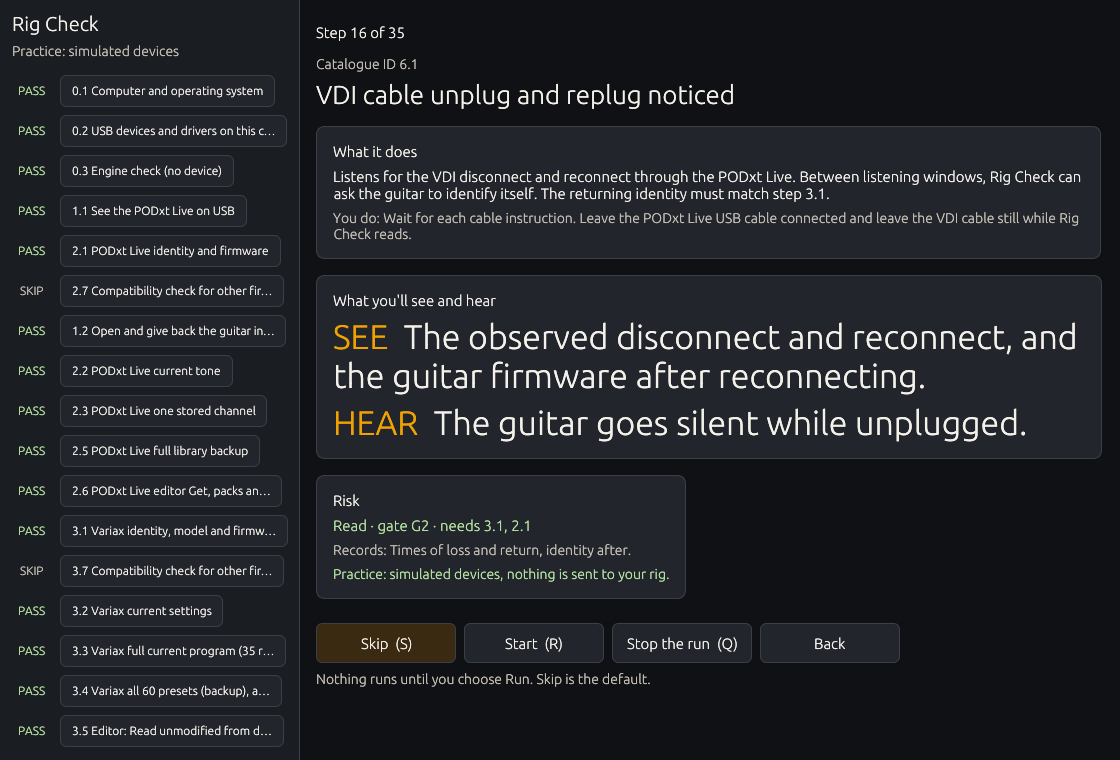 Rig Check
Practice: simulated devices
PASS 0.1 Computer and operating system
PASS 0.2 USB devices and drivers on this c...
PASS 0.3 Engine check (no device)
PASS 1.1 See the PODxt Live on USB
PASS 2.1 PODxt Live identity and firmware
SKIP 2.7 Compatibility check for other fir...
PASS 1.2 Open and give back the guitar in...
PASS 2.2 PODxt Live current tone
PASS 2.3 PODxt Live one stored channel
PASS 2.5 PODxt Live full library backup
PASS 2.6 PODxt Live editor Get, packs an...
PASS 3.1 Variax identity, model and firmw...
SKIP 3.7 Compatibility check for other fir...
PASS 3.2 Variax current settings
PASS 3.3 Variax full current program (35 r...
PASS 3.4 Variax all 60 presets (backup), a...
PASS 3.5 Editor: Read unmodified from d...
Step 16 of 35
Catalogue ID 6.1
VDI cable unplug and replug noticed
What it does
Listens for the VDI disconnect and reconnect through the PODxt Live. Between listening windows, Rig Check can
ask the guitar to identify itself. The returning identity must match step 3.1.
You do: Wait for each cable instruction. Leave the PODxt Live USB cable connected and leave the VDI cable still while Rig
Check reads.
What you'll see and hear
SEE The observed disconnect and reconnect, and
the guitar firmware after reconnecting.
HEAR The guitar goes silent while unplugged.
Risk
Read · gate G2 · needs 3.1, 2.1
Records: Times of loss and return, identity after.
Practice: simulated devices, nothing is sent to your rig.
Skip (S) Start (R) Stop the run (Q) Back
Nothing runs until you choose Run. Skip is the default.